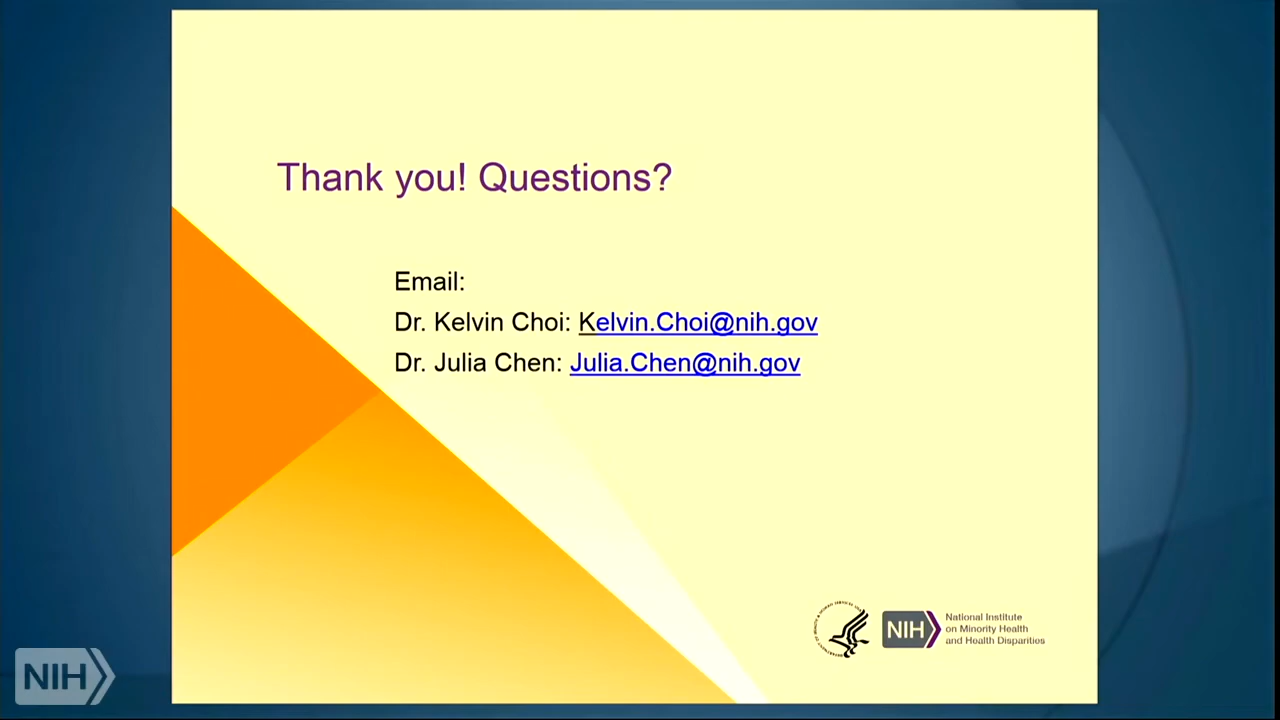 Thank you! Questions?
Email:
Dr. Kelvin Choi: Kelvin.Choi@nih.gov
Dr. Julia Chen: Julia.Chen@nih.gov
NIH
National Institute
on Minority Health
and Health Disparities
NIH